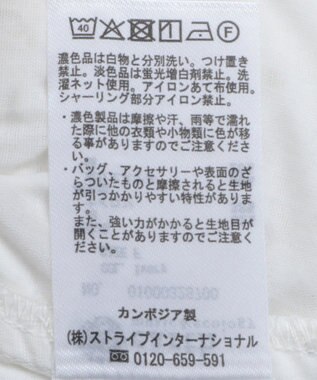 40
F
濃色品は白物と分別洗い。つけ置き
禁止。淡色品は蛍光増白剤禁止。洗
濯ネット使用。アイロンあて布使用。
シャーリング部分アイロン禁止。
・濃色製品は摩擦や汗、雨等で濡れ
た際に他の衣類や小物類に色が移
る事がありますのでご注意くださ
い。
・バッグ、アクセサリーや表面のざ
らついたものと摩擦されると生地
が引っかかりやすい特性がありま
す。
また、強い力がかかると生地目が
開くことがありますのでご注意く
ださい。
カンボジア製
(株)ストライプインターナショナル
0120-659-591